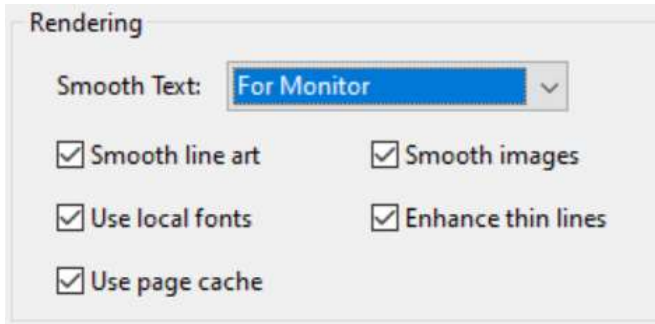 Rendering
Smooth Text: For Monitor
Smooth line art Smooth images
Use local fonts Enhance thin lines
Use page cache